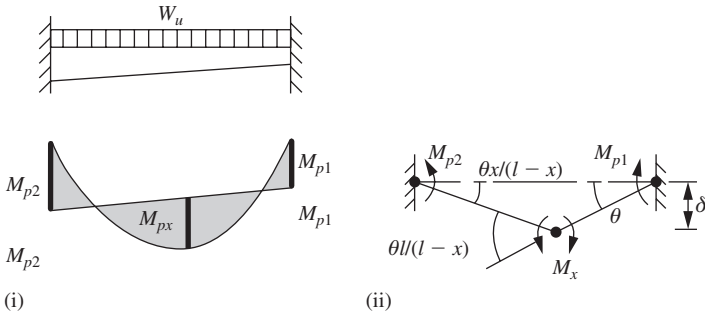 W_u
M_p2
M_px
M_p1
M_p1
M_p2
(i)
M_p2
θx/(l − x)
M_p1
θ
δ
θl/(l − x)
M_x
(ii)